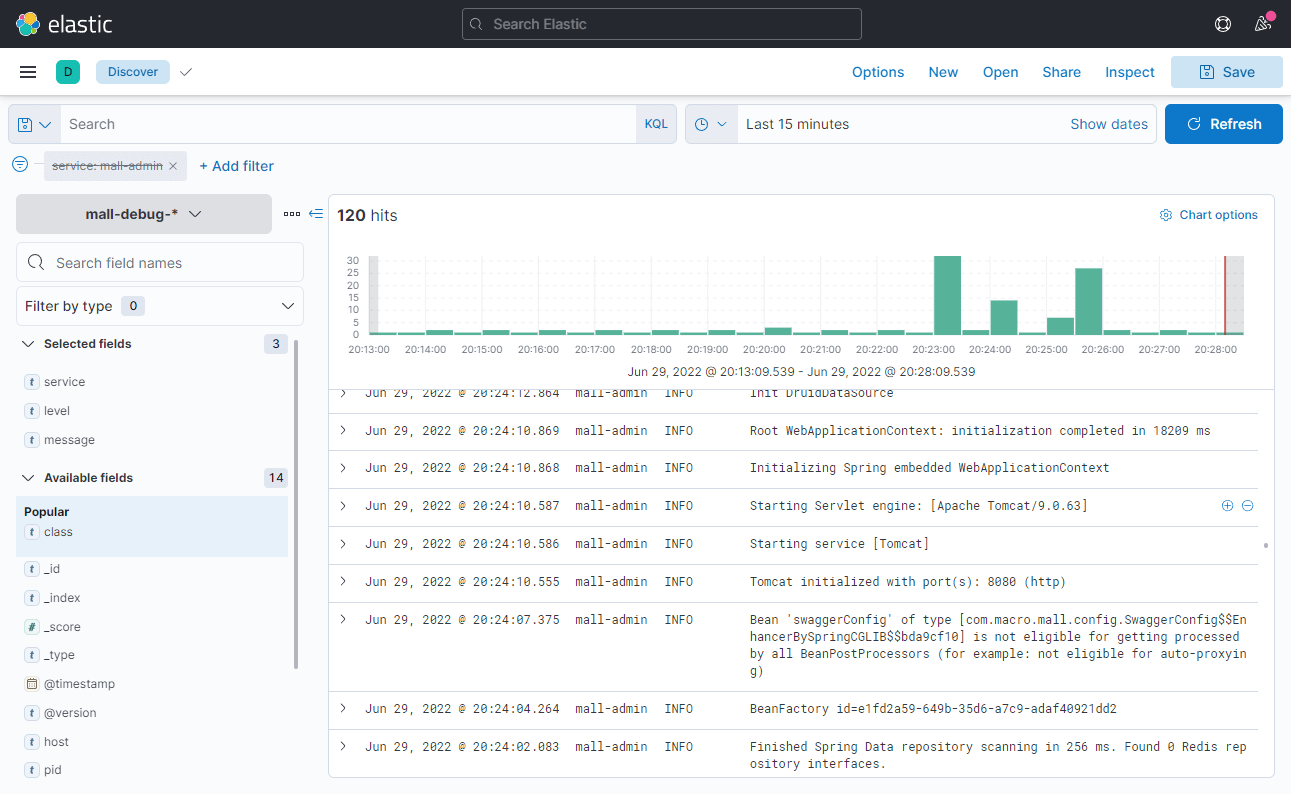 elastic
Search Elastic
D
Discover
Options
New
Open
Share
Inspect
Save
Search
KQL
Last 15 minutes
Show dates
Refresh
service: mall-admin
+ Add filter
mall-debug-*
Search field names
Filter by type 0
Selected fields 3
t service
t level
t message
Available fields 14
Popular
t class
t _id
t _index
# _score
t _type
@timestamp
t @version
t host
t pid
120 hits
Chart options
30
25
20
15
10
5
0
20:13:00 20:14:00 20:15:00 20:16:00 20:17:00 20:18:00 20:19:00 20:20:00 20:21:00 20:22:00 20:23:00 20:24:00 20:25:00 20:26:00 20:27:00 20:28:00
Jun 29, 2022 @ 20:13:09.539 - Jun 29, 2022 @ 20:28:09.539
Jun 29, 2022 @ 20:24:12.864 mall-admin INFO Init DruidDataSource
Jun 29, 2022 @ 20:24:10.869 mall-admin INFO Root WebApplicationContext: initialization completed in 18209 ms
Jun 29, 2022 @ 20:24:10.868 mall-admin INFO Initializing Spring embedded WebApplicationContext
Jun 29, 2022 @ 20:24:10.587 mall-admin INFO Starting Servlet engine: [Apache Tomcat/9.0.63]
Jun 29, 2022 @ 20:24:10.586 mall-admin INFO Starting service [Tomcat]
Jun 29, 2022 @ 20:24:10.555 mall-admin INFO Tomcat initialized with port(s): 8080 (http)
Jun 29, 2022 @ 20:24:07.375 mall-admin INFO Bean 'swaggerConfig' of type [com.macro.mall.config.SwaggerConfig$$En
hancerBySpringCGLIB$$bda9cf10] is not eligible for getting processed
by all BeanPostProcessors (for example: not eligible for auto-proxyin
g)
Jun 29, 2022 @ 20:24:04.264 mall-admin INFO BeanFactory id=e1fd2a59-649b-35d6-a7c9-adaf40921dd2
Jun 29, 2022 @ 20:24:02.083 mall-admin INFO Finished Spring Data repository scanning in 256 ms. Found 0 Redis rep
ository interfaces.